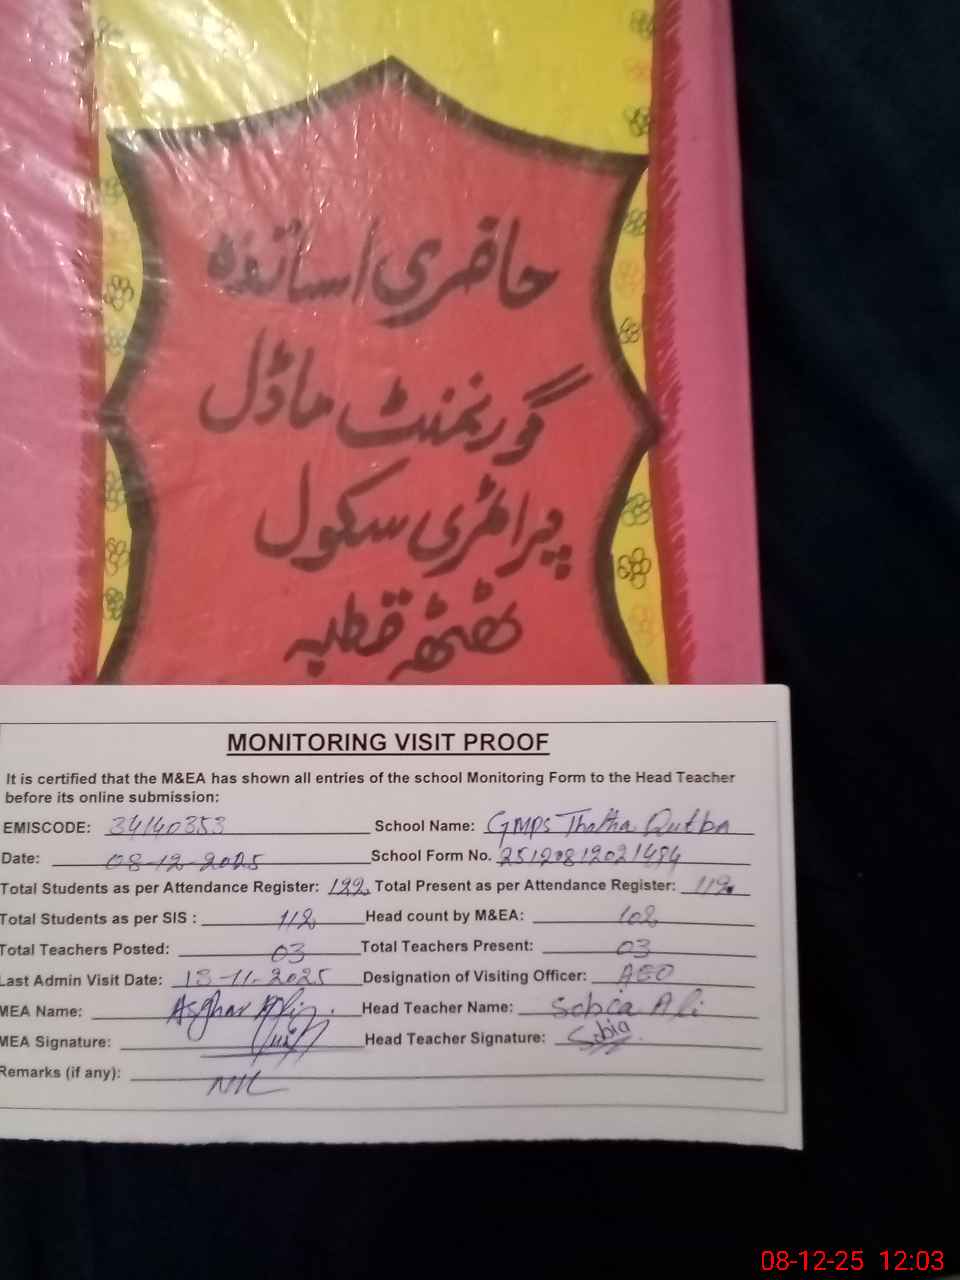 حاضری اساتذہ
گورنمنٹ ماڈل
پرائمری سکول
ٹھٹھہ قطبہ
MONITORING VISIT PROOF
It is certified that the M&EA has shown all entries of the school Monitoring Form to the Head Teacher
before its online submission:
EMISCODE: 34140353 School Name: GMPS Thatha Qutba
Date: 08-12-2025 School Form No.
Total Students as per Attendance Register: 122 Total Present as per Attendance Register:
Total Students as per SIS : 112 Head count by M&EA: 102
Total Teachers Posted: 03 Total Teachers Present: 03
Last Admin Visit Date: 13-11-2025 Designation of Visiting Officer: AEO
MEA Name: Asghar Ali Head Teacher Name: Sobia Ali
MEA Signature: Head Teacher Signature: Sobia
Remarks (if any): NIL
08-12-25 12:03